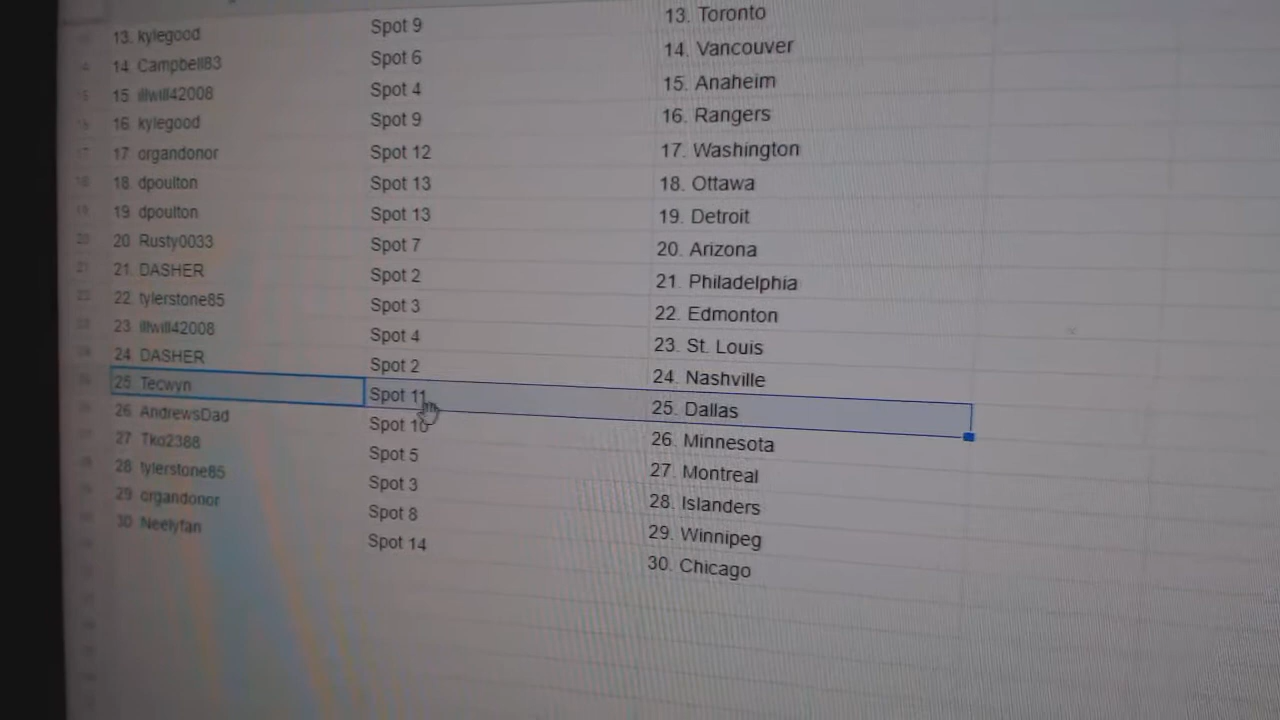 13. kylegood Spot 9 13. Toronto
14. Campbell83 Spot 6 14. Vancouver
15. illwill42008 Spot 4 15. Anaheim
16. kylegood Spot 9 16. Rangers
17. organdonor Spot 12 17. Washington
18. dpoulton Spot 13 18. Ottawa
19. dpoulton Spot 13 19. Detroit
20. Rusty0033 Spot 7 20. Arizona
21. DASHER Spot 2 21. Philadelphia
22. tylerstone85 Spot 3 22. Edmonton
23. illwill42008 Spot 4 23. St. Louis
24. DASHER Spot 2 24. Nashville
25. Tecwyn Spot 11 25. Dallas
26. AndrewsDad Spot 10 26. Minnesota
27. Tko2388 Spot 5 27. Montreal
28. tylerstone85 Spot 3 28. Islanders
29. organdonor Spot 8 29. Winnipeg
30. Neelyfan Spot 14 30. Chicago